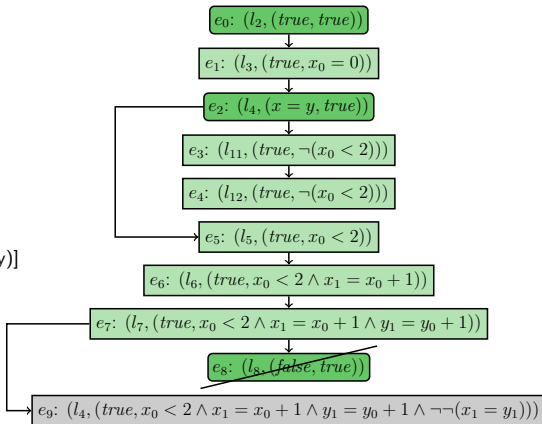 e₀: (l₂, (true, true))
e₁: (l₃, (true, x₀ = 0))
e₂: (l₄, (x = y, true))
e₃: (l₁₁, (true, ¬(x₀ < 2)))
e₄: (l₁₂, (true, ¬(x₀ < 2)))
e₅: (l₅, (true, x₀ < 2))
y)]
e₆: (l₆, (true, x₀ < 2 ∧ x₁ = x₀ + 1))
e₇: (l₇, (true, x₀ < 2 ∧ x₁ = x₀ + 1 ∧ y₁ = y₀ + 1))
e₈: (l₈, (false, true))
e₉: (l₄, (true, x₀ < 2 ∧ x₁ = x₀ + 1 ∧ y₁ = y₀ + 1 ∧ ¬¬(x₁ = y₁)))